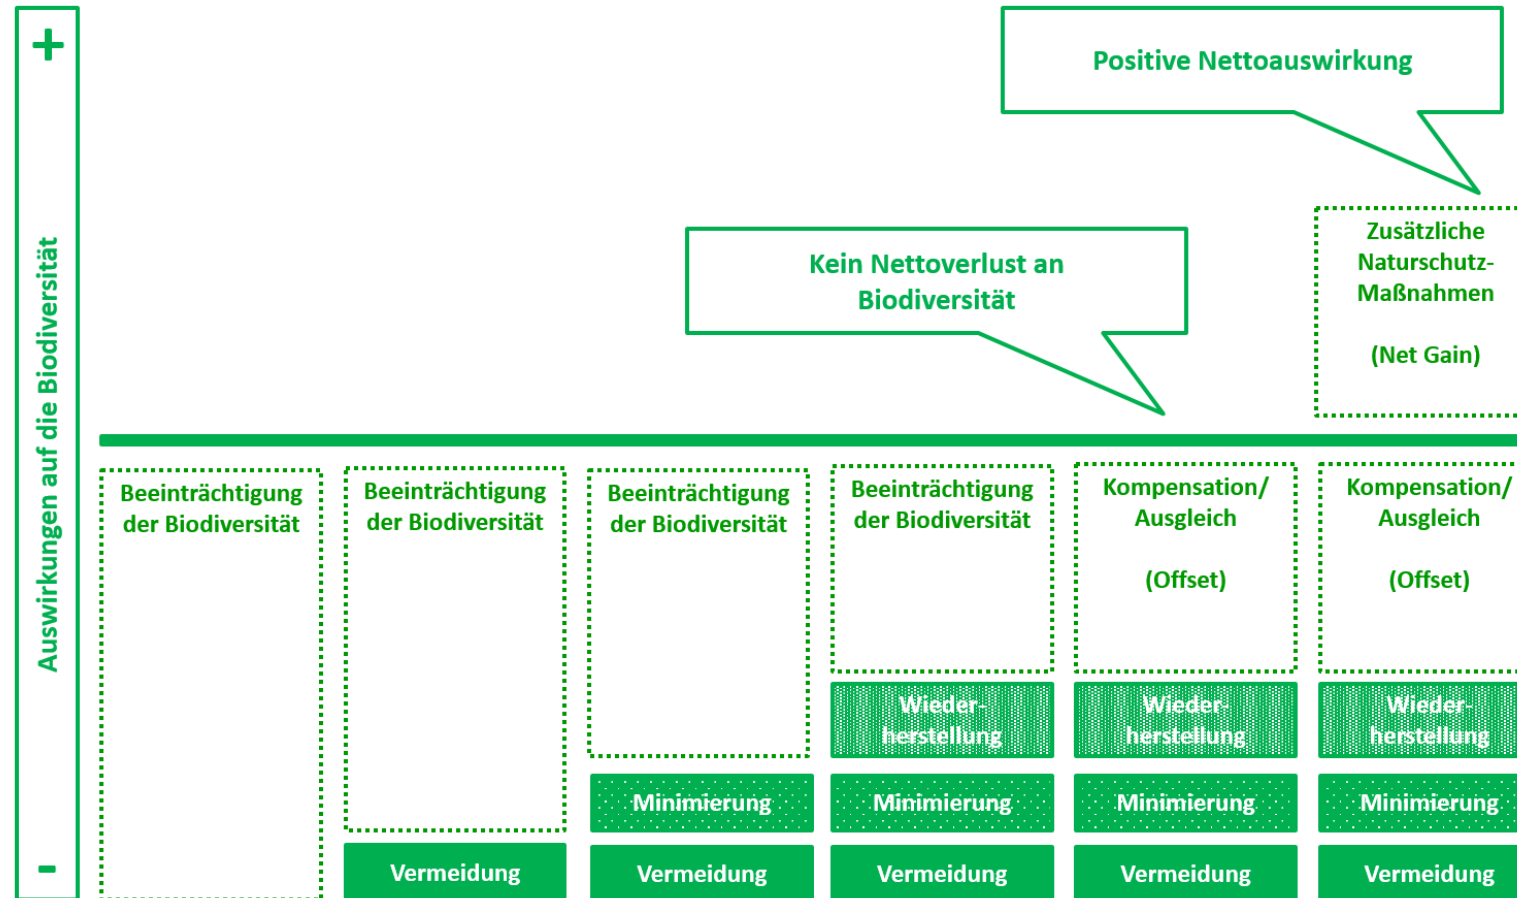 +
Auswirkungen auf die Biodiversität
-
Positive Nettoauswirkung
Kein Nettoverlust an
Biodiversität
Zusätzliche
Naturschutz-
Maßnahmen
(Net Gain)
Beeinträchtigung
der Biodiversität
Beeinträchtigung
der Biodiversität
Vermeidung
Beeinträchtigung
der Biodiversität
Minimierung
Vermeidung
Beeinträchtigung
der Biodiversität
Wieder-
herstellung
Minimierung
Vermeidung
Kompensation/
Ausgleich
(Offset)
Wieder-
herstellung
Minimierung
Vermeidung
Kompensation/
Ausgleich
(Offset)
Wieder-
herstellung
Minimierung
Vermeidung